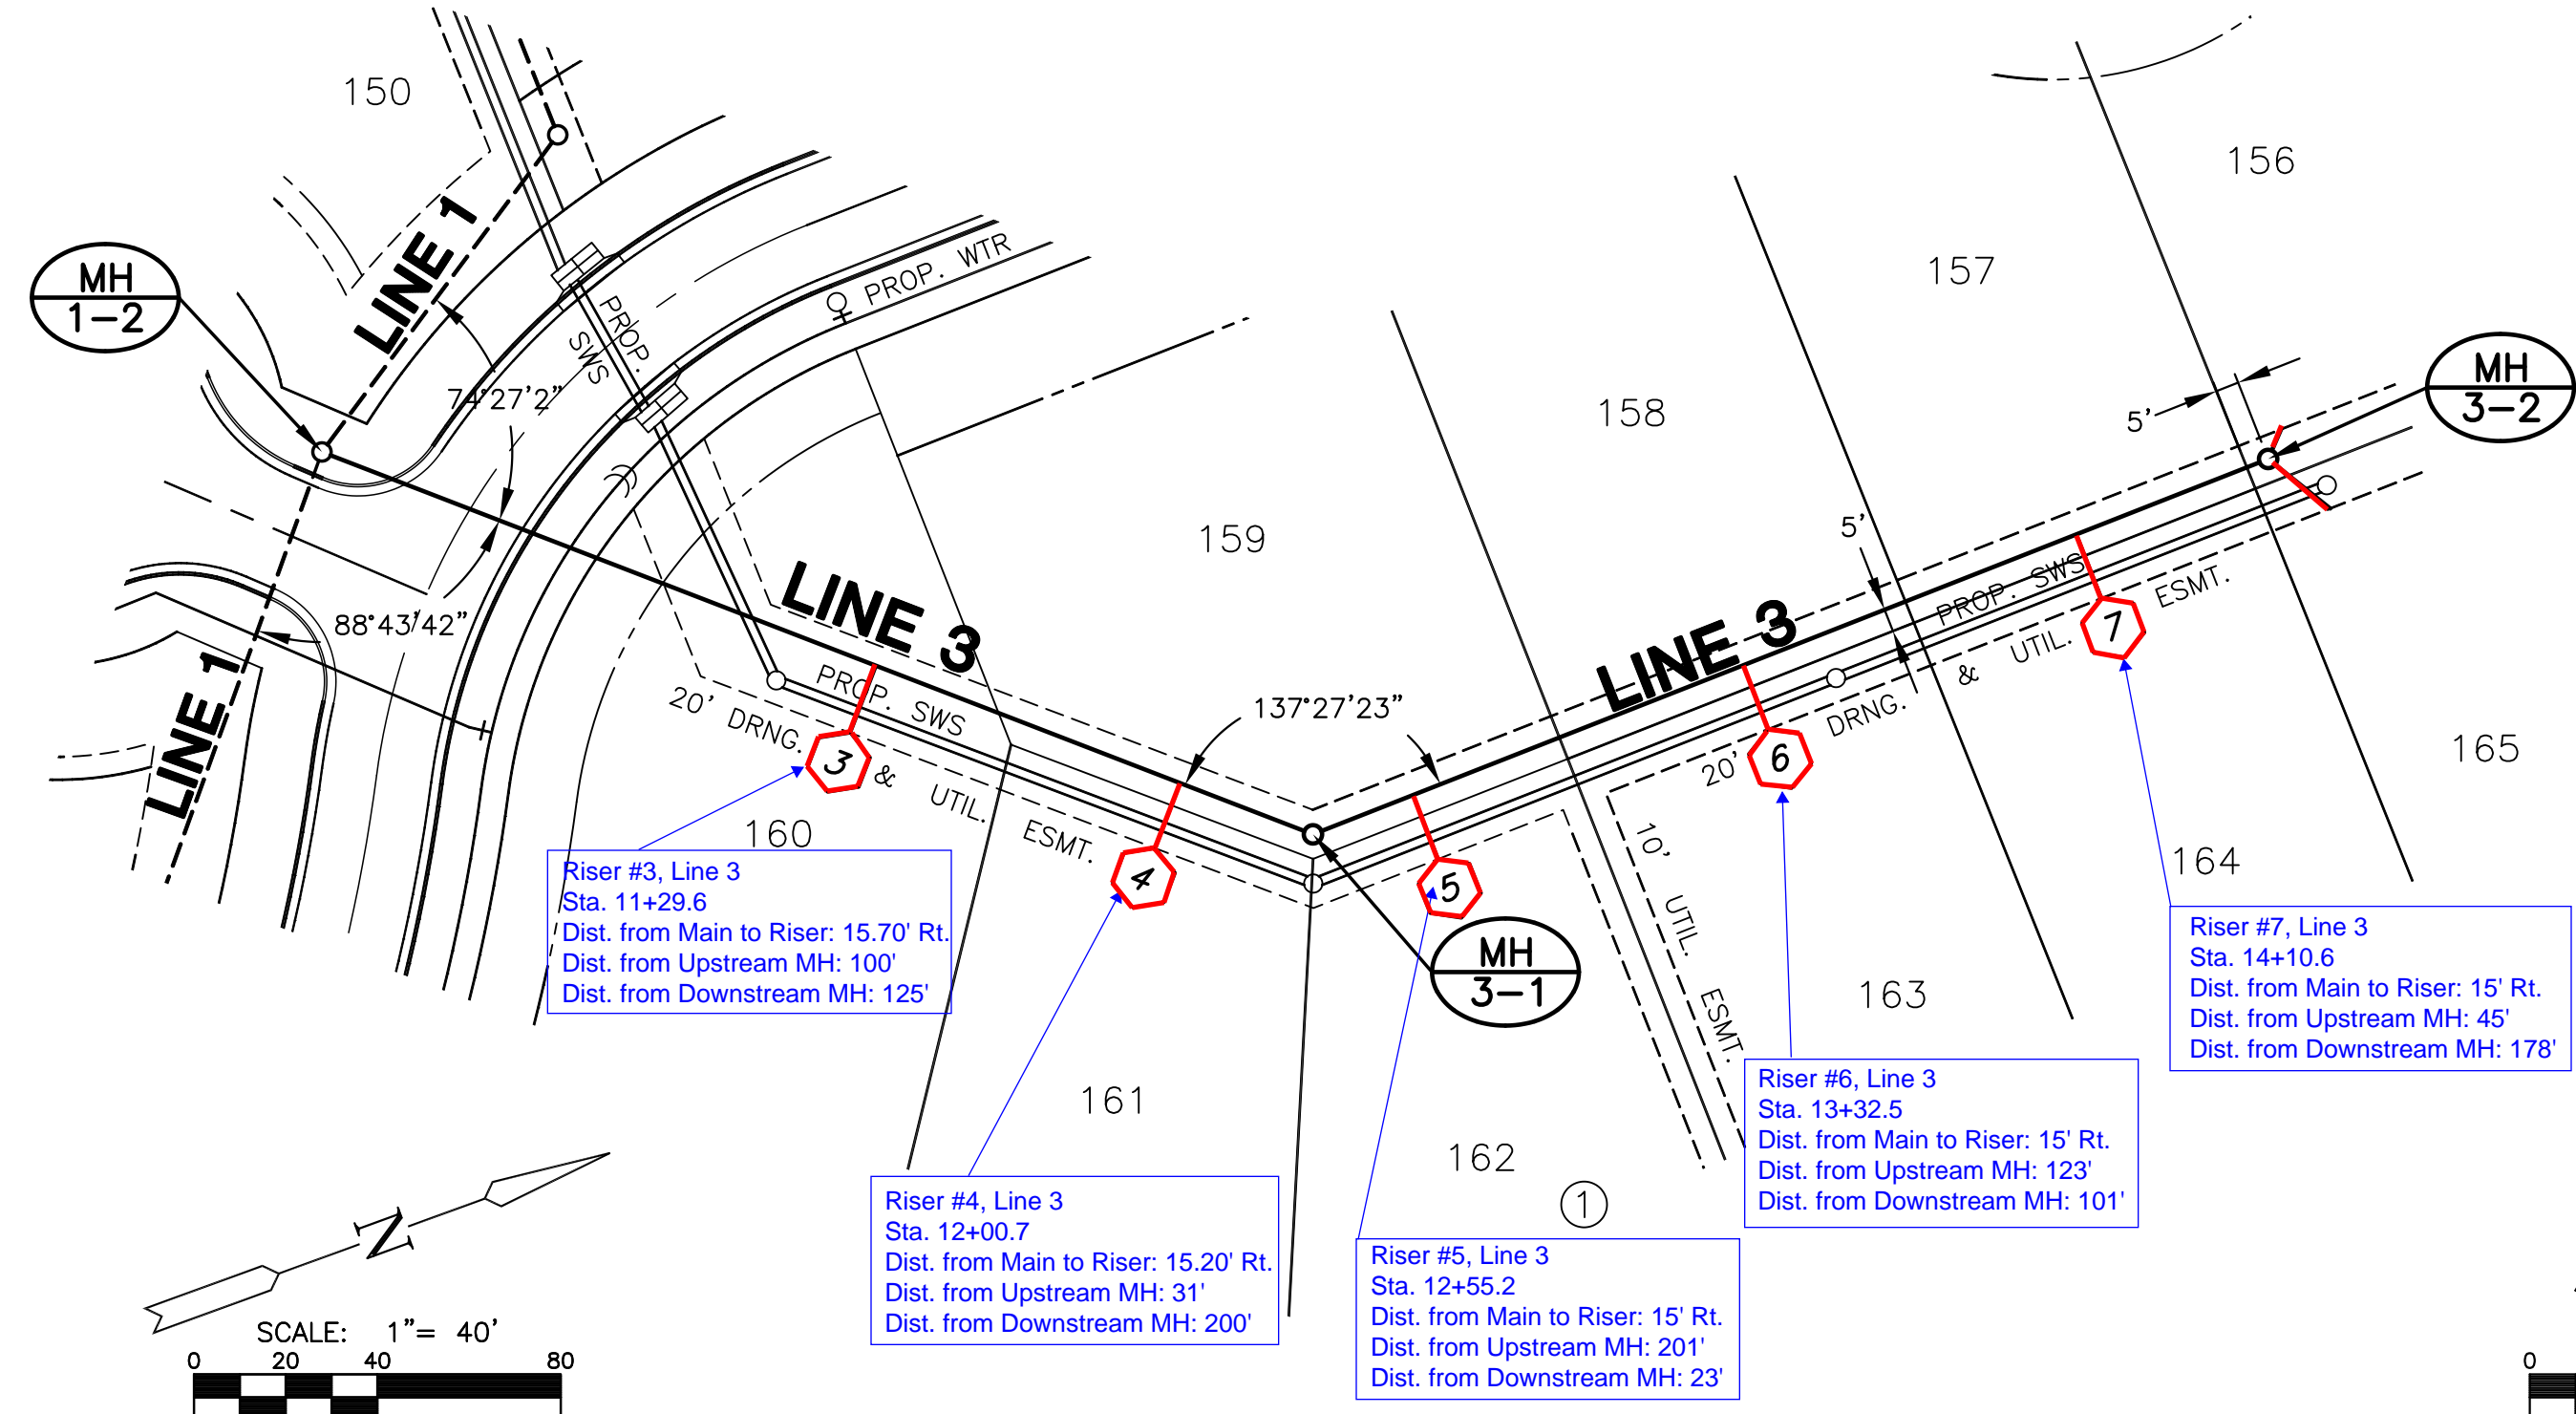 150
156
LINE 1
157
MH
1-2
PROP. WTR
PROP.
SWS
MH
3-2
74°27'2"
5'
158
159
5'
PROP. SWS
ESMT.
UTIL.
&
DRNG.
20'
7
88°43'42"
LINE 3
LINE 3
LINE 1
PROP. SWS
137°27'23"
20' DRNG. & UTIL. ESMT.
3
6
165
160
4
5
10' UTIL. ESMT.
164
Riser #3, Line 3
Sta. 11+29.6
Dist. from Main to Riser: 15.70' Rt.
Dist. from Upstream MH: 100'
Dist. from Downstream MH: 125'
MH
3-1
163
Riser #7, Line 3
Sta. 14+10.6
Dist. from Main to Riser: 15' Rt.
Dist. from Upstream MH: 45'
Dist. from Downstream MH: 178'
161
162
1
Riser #6, Line 3
Sta. 13+32.5
Dist. from Main to Riser: 15' Rt.
Dist. from Upstream MH: 123'
Dist. from Downstream MH: 101'
Riser #4, Line 3
Sta. 12+00.7
Dist. from Main to Riser: 15.20' Rt.
Dist. from Upstream MH: 31'
Dist. from Downstream MH: 200'
Riser #5, Line 3
Sta. 12+55.2
Dist. from Main to Riser: 15' Rt.
Dist. from Upstream MH: 201'
Dist. from Downstream MH: 23'
N
SCALE: 1"= 40'
0 20 40 80
0